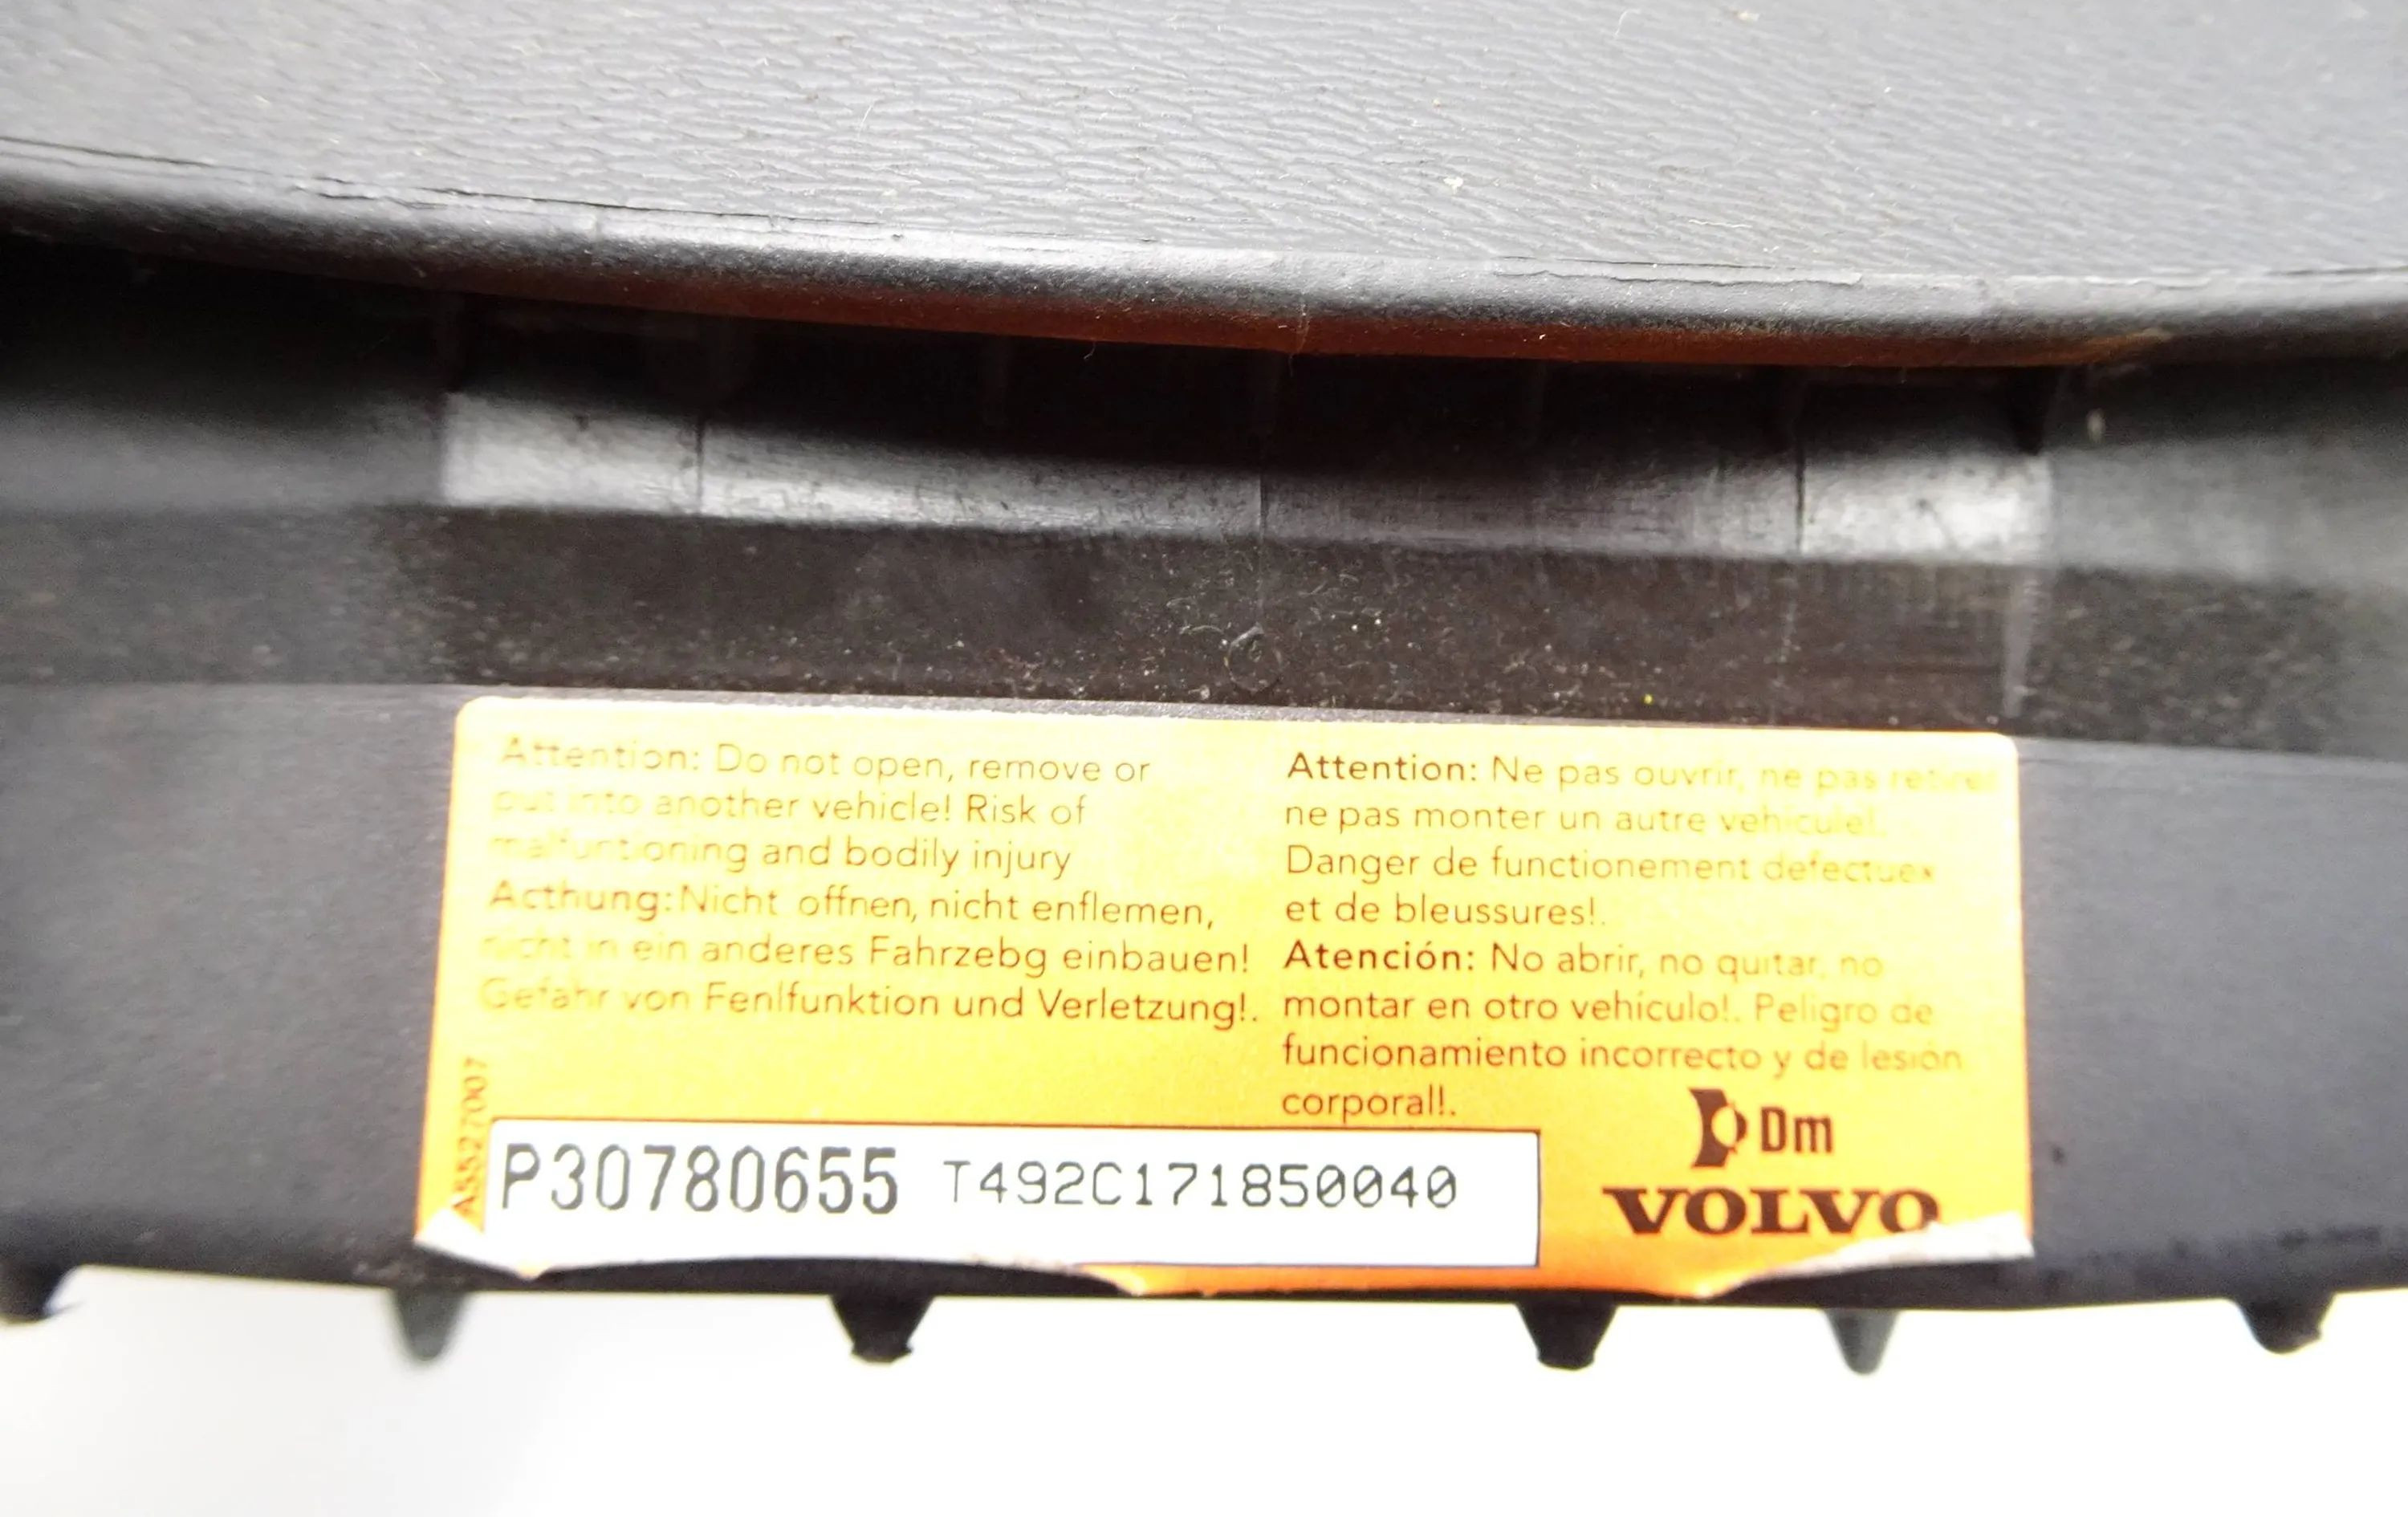 Attention: Do not open, remove or
put into another vehicle! Risk of
malfuntioning and bodily injury
Acthung: Nicht offnen, nicht enflemen,
nicht in ein anderes Fahrzebg einbauen!
Gefahr von Fenlfunktion und Verletzung!.
Attention: Ne pas ouvrir, ne pas retirer
ne pas monter un autre vehicule!.
Danger de functionement defectuex
et de bleussures!.
Atención: No abrir, no quitar, no
montar en otro vehículo!. Peligro de
funcionamiento incorrecto y de lesión
corporal!.
A5527007
P30780655 T492C171850040
Dm
VOLVO